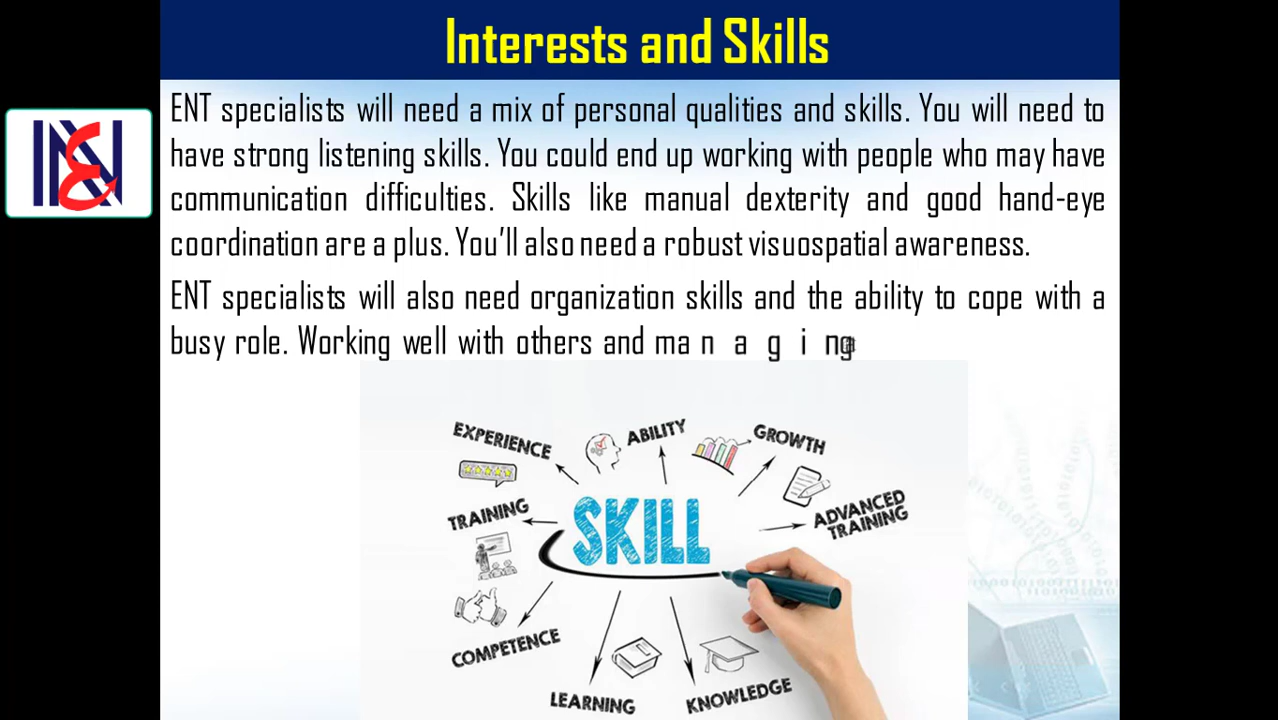 Interests and Skills
ENT specialists will need a mix of personal qualities and skills. You will need to
have strong listening skills. You could end up working with people who may have
communication difficulties. Skills like manual dexterity and good hand-eye
coordination are a plus. You'll also need a robust visuospatial awareness.
ENT specialists will also need organization skills and the ability to cope with a
busy role. Working well with others and managing
EXPERIENCE
ABILITY
GROWTH
TRAINING
SKILL
ADVANCED
TRAINING
COMPETENCE
LEARNING
KNOWLEDGE